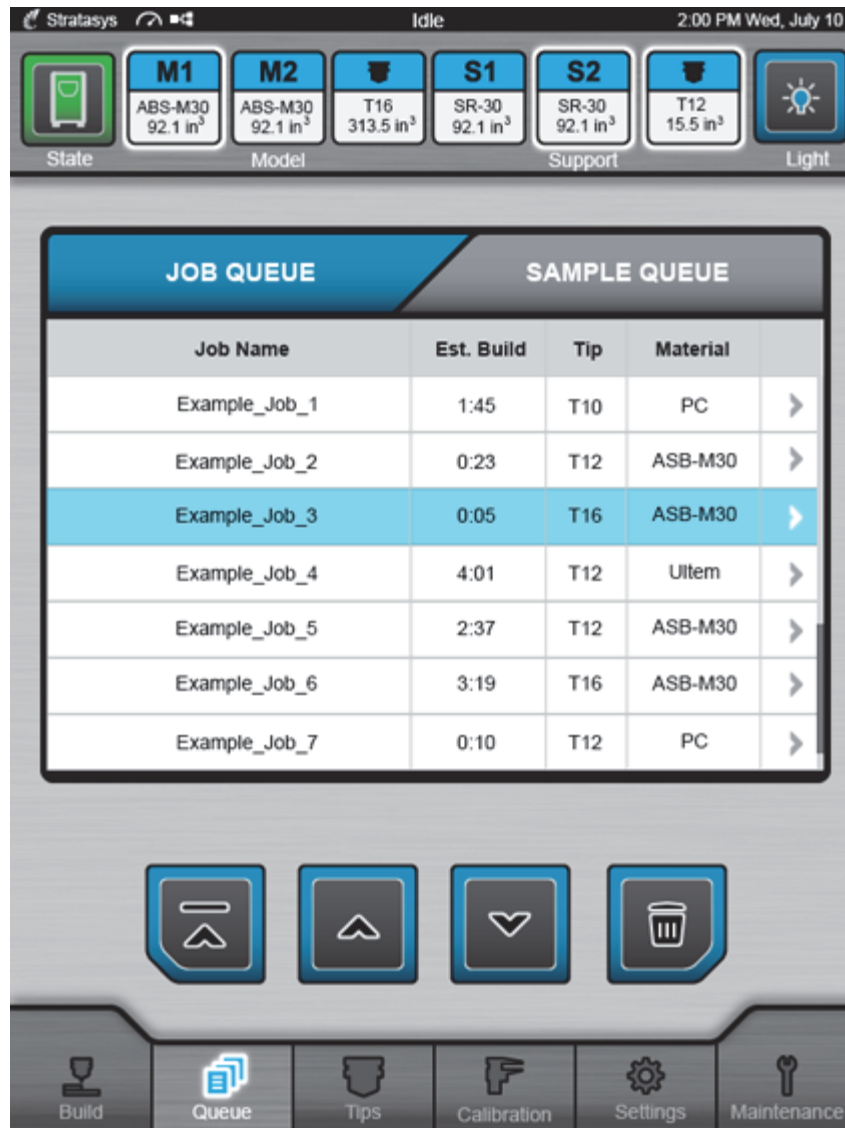 Stratasys Idle 2:00 PM Wed, July 10
M1 M2 S1 S2
ABS-M30 ABS-M30 T16 SR-30 SR-30 T12
92.1 in³ 92.1 in³ 313.5 in³ 92.1 in³ 92.1 in³ 15.5 in³
State Model Support Light
JOB QUEUE SAMPLE QUEUE
Job Name Est. Build Tip Material
Example_Job_1 1:45 T10 PC
Example_Job_2 0:23 T12 ASB-M30
Example_Job_3 0:05 T16 ASB-M30
Example_Job_4 4:01 T12 Ultem
Example_Job_5 2:37 T12 ASB-M30
Example_Job_6 3:19 T16 ASB-M30
Example_Job_7 0:10 T12 PC
Build Queue Tips Calibration Settings Maintenance